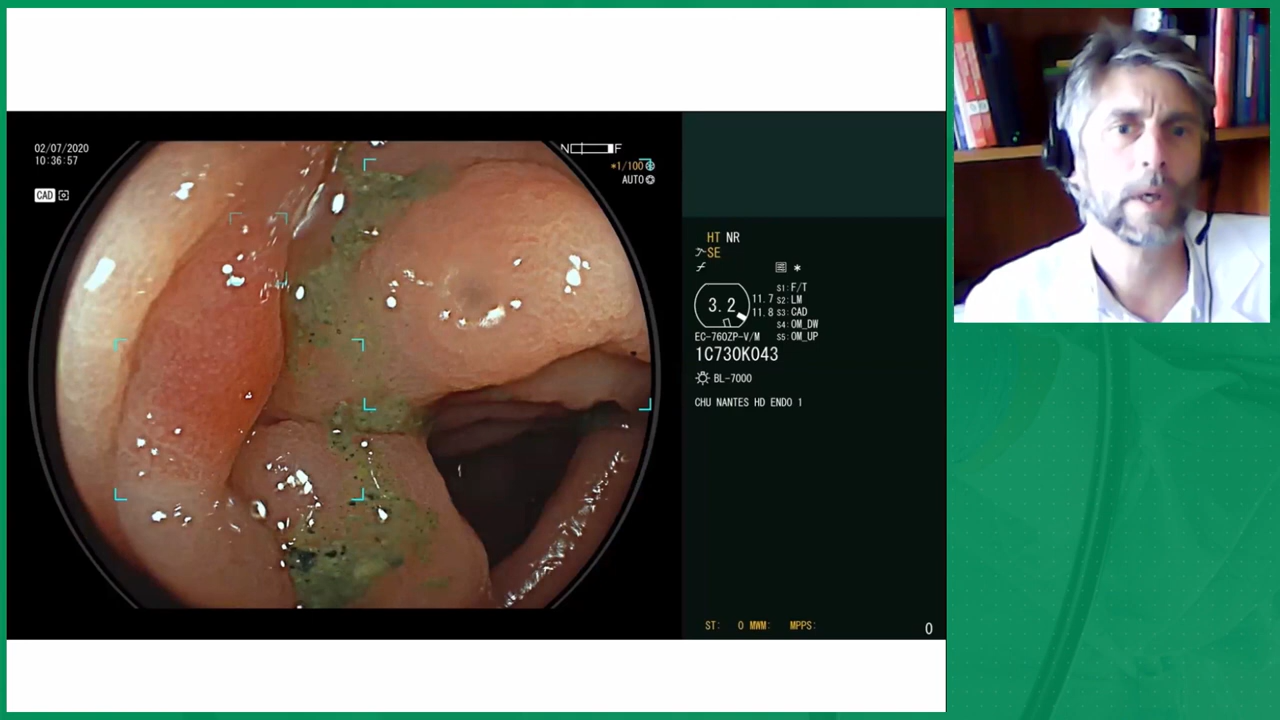 02/07/2020
10:36:57
CAD
N F
*1/100
AUTO
HT NR
SE
*
3.2
11.7
11.8
S1:F/T
S2:LM
S3:CAD
S4:OM_DW
S5:OM_UP
EC-760ZP-V/M
1C730K043
BL-7000
CHU NANTES HD ENDO 1
ST: 0 MWM: MPPS:
0